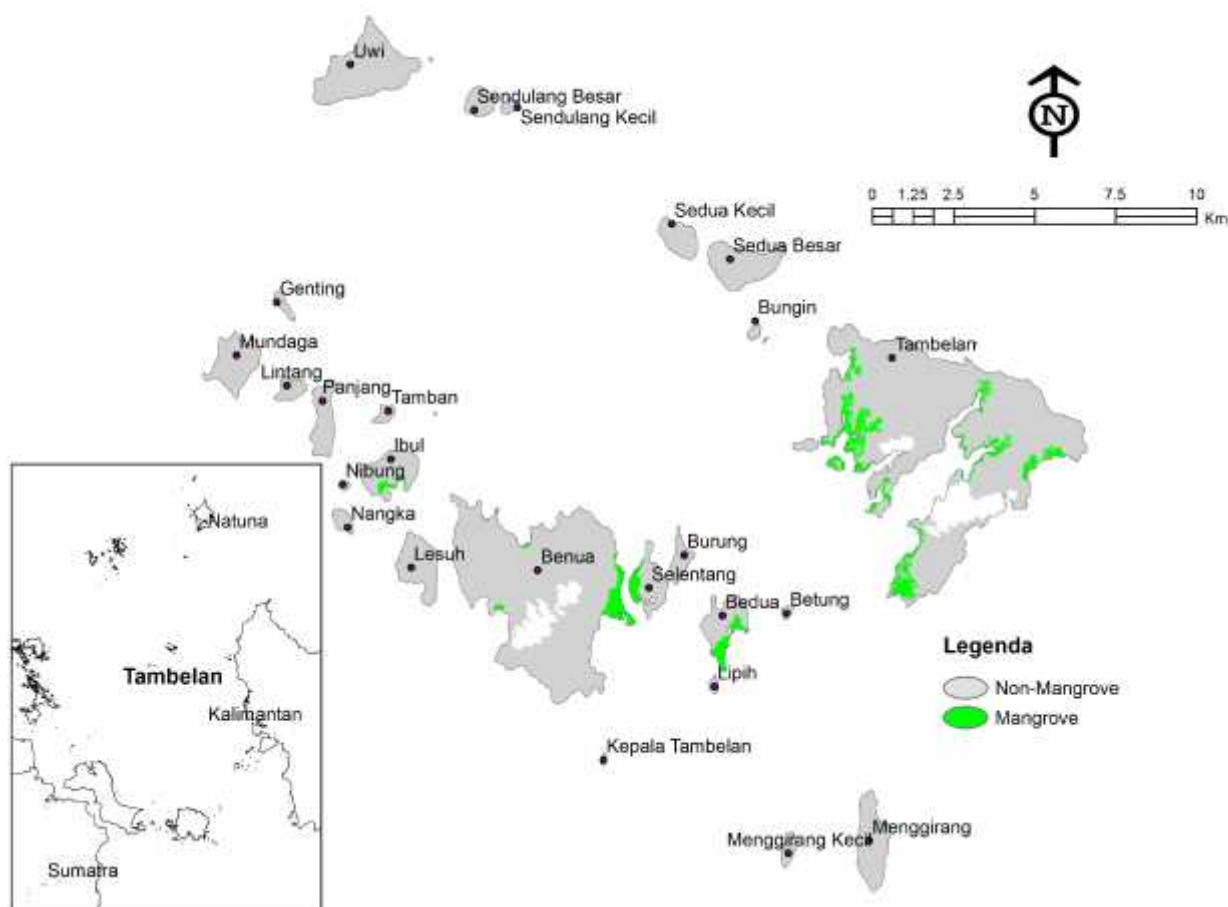 Uwi
Sendulang Besar
Sendulang Kecil
N
0 1.25 2.5 5 7.5 10
Km
Sedua Kecil
Sedua Besar
Genting
Bungin
Mundaga
Tambelan
Lintang
Panjang
Tamban
Ibul
Nibung
Nangka
Natuna
Lesuh
Benua
Burung
Selentang
Bedua
Betung
Legenda
Tambelan
Lipih
Non-Mangrove
Kalimantan
Mangrove
Kepala Tambelan
Menggirang Kecil
Menggirang
Sumatra